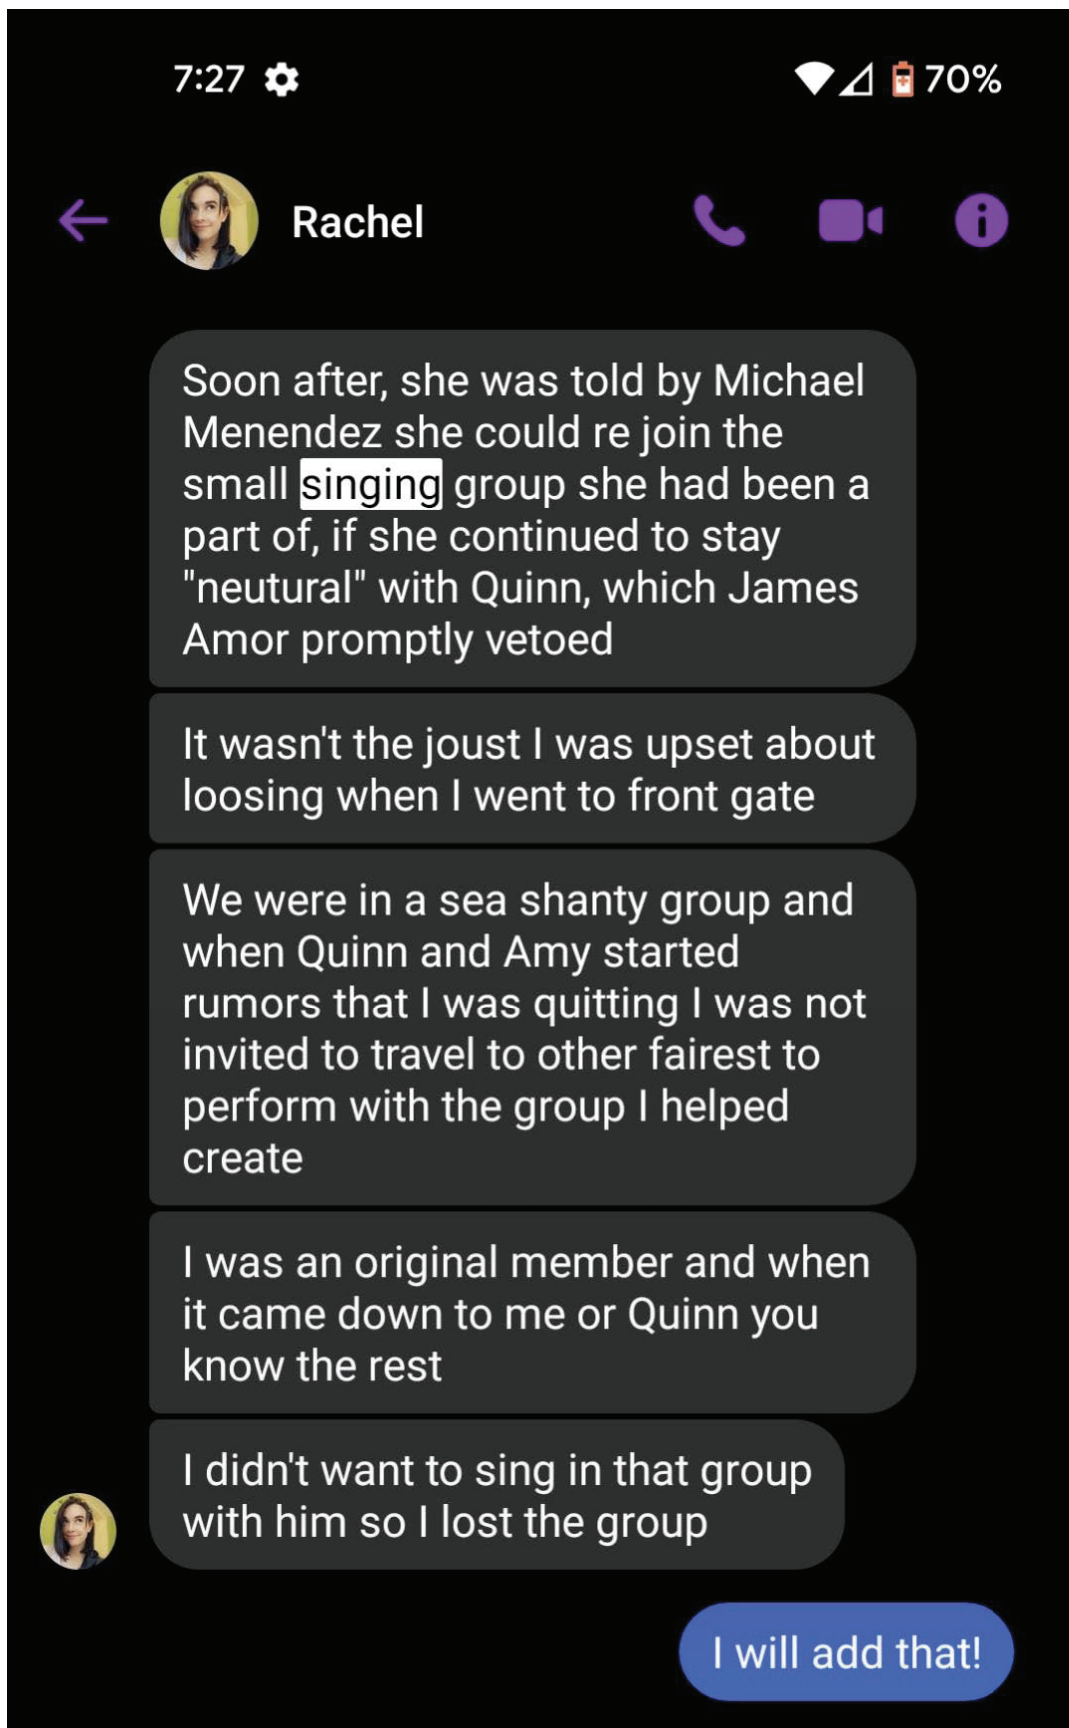 7:27 70%
Rachel
Soon after, she was told by Michael
Menendez she could re join the
small singing group she had been a
part of, if she continued to stay
"neutural" with Quinn, which James
Amor promptly vetoed
It wasn't the joust I was upset about
loosing when I went to front gate
We were in a sea shanty group and
when Quinn and Amy started
rumors that I was quitting I was not
invited to travel to other fairest to
perform with the group I helped
create
I was an original member and when
it came down to me or Quinn you
know the rest
I didn't want to sing in that group
with him so I lost the group
I will add that!